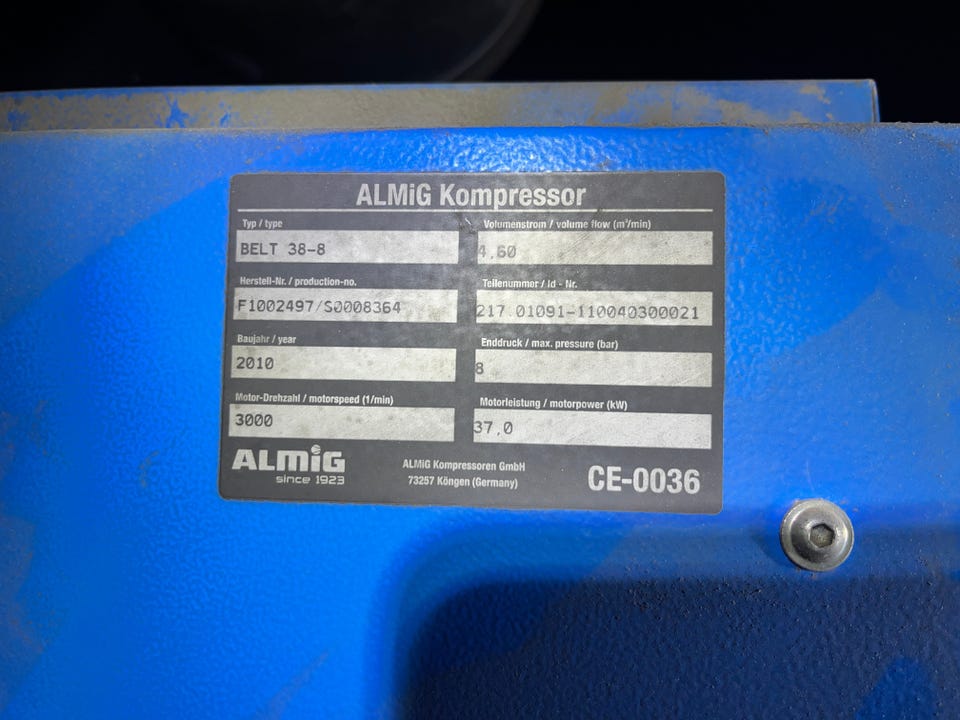 ALMiG Kompressor
Typ / type
BELT 38-8
Volumenstrom / volume flow (m³/min)
4,60
Herstell-Nr. / production-no.
F1002497/S0008364
Teilenummer / Id - Nr.
217.01091-110040300021
Baujahr / year
2010
Enddruck / max. pressure (bar)
8
Motor-Drehzahl / motorspeed (1/min)
3000
Motorleistung / motorpower (kW)
37,0
ALMiG
since 1923
ALMiG Kompressoren GmbH
73257 Köngen (Germany)
CE-0036